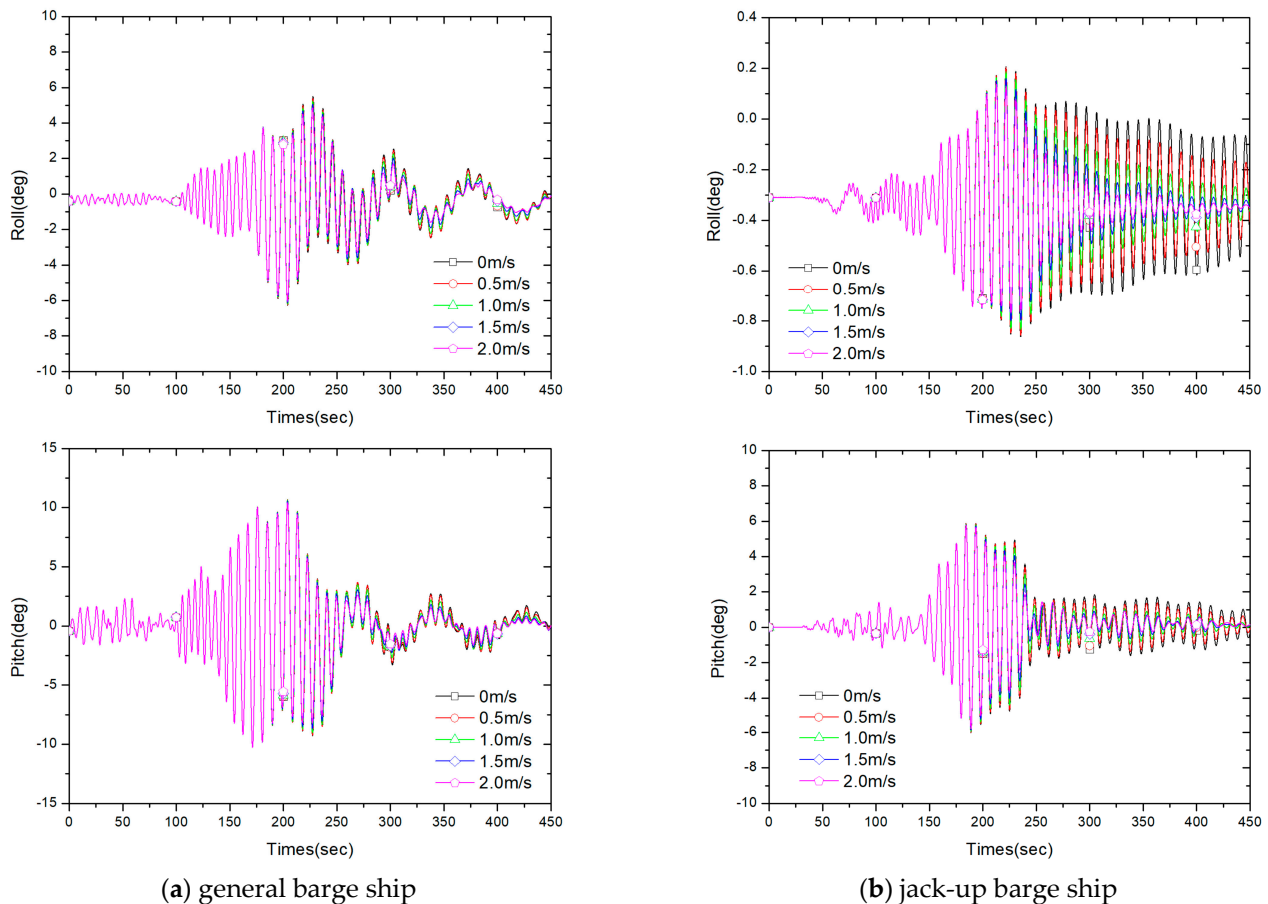 10
8
6
4
2
0
-2
-4
-6
-8
-10
Roll(deg)
0m/s
0.5m/s
1.0m/s
1.5m/s
2.0m/s
0 50 100 150 200 250 300 350 400 450
Times(sec)
0.4
0.2
0.0
-0.2
-0.4
-0.6
-0.8
-1.0
Roll(deg)
0m/s
0.5m/s
1.0m/s
1.5m/s
2.0m/s
0 50 100 150 200 250 300 350 400 450
Times(sec)
15
10
5
0
-5
-10
-15
Pitch(deg)
0m/s
0.5m/s
1.0m/s
1.5m/s
2.0m/s
0 50 100 150 200 250 300 350 400 450
Times(sec)
10
8
6
4
2
0
-2
-4
-6
-8
-10
Pitch(deg)
0m/s
0.5m/s
1.0m/s
1.5m/s
2.0m/s
0 50 100 150 200 250 300 350 400 450
Times(sec)
(a) general barge ship
(b) jack-up barge ship